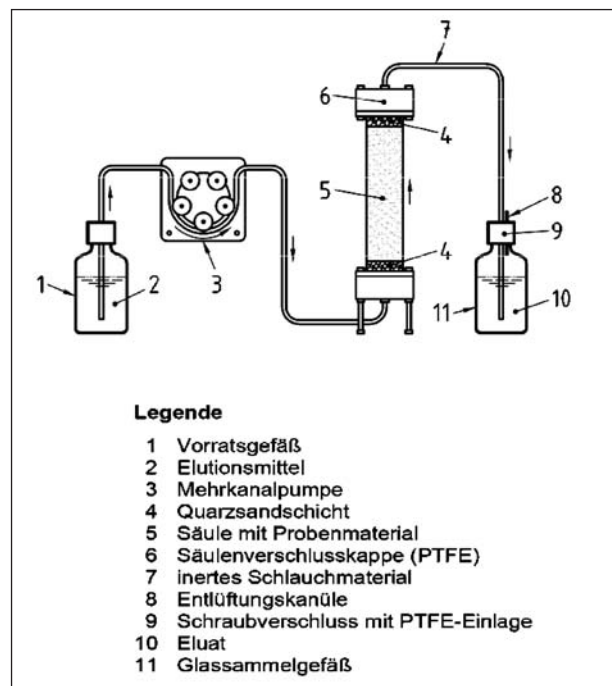 7
6
4
5
8
9
4
1
2
3
11
10
Legende
1 Vorratsgefäß
2 Elutionsmittel
3 Mehrkanalpumpe
4 Quarzsandschicht
5 Säule mit Probenmaterial
6 Säulenverschlusskappe (PTFE)
7 inertes Schlauchmaterial
8 Entlüftungskanüle
9 Schraubverschluss mit PTFE-Einlage
10 Eluat
11 Glassammelgefäß